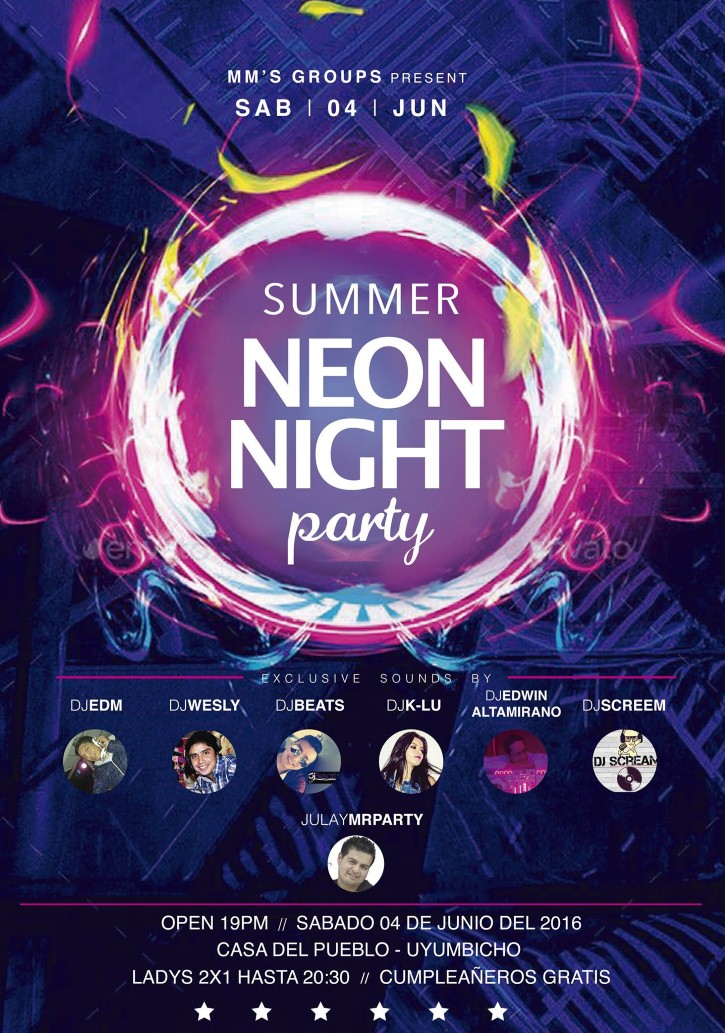 MM'S GROUPS PRESENT
SAB | 04 | JUN
SUMMER
NEON
NIGHT
party
envato
envato
EXCLUSIVE SOUNDS BY
DJEDM
DJWESLY
DJBEATS
DJK-LU
DJEDWIN
ALTAMIRANO
DJSCREEM
DJ SCREAM
JULAYMRPARTY
OPEN 19PM // SABADO 04 DE JUNIO DEL 2016
CASA DEL PUEBLO - UYUMBICHO
LADYS 2X1 HASTA 20:30 // CUMPLEAÑEROS GRATIS